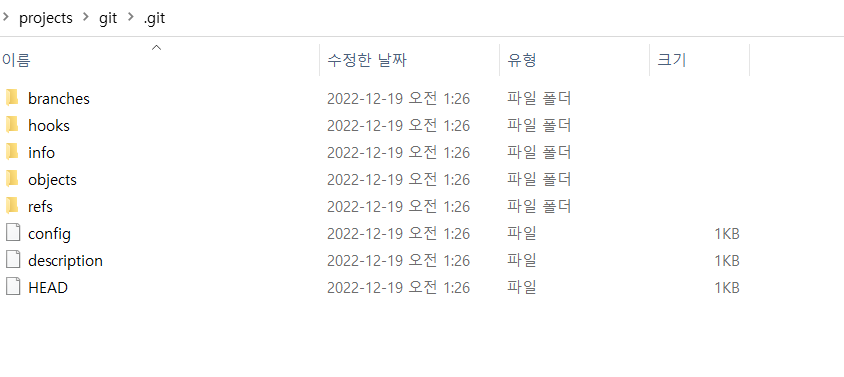 projects git .git
이름 수정한 날짜 유형 크기
branches 2022-12-19 오전 1:26 파일 폴더
hooks 2022-12-19 오전 1:26 파일 폴더
info 2022-12-19 오전 1:26 파일 폴더
objects 2022-12-19 오전 1:26 파일 폴더
refs 2022-12-19 오전 1:26 파일 폴더
config 2022-12-19 오전 1:26 파일 1KB
description 2022-12-19 오전 1:26 파일 1KB
HEAD 2022-12-19 오전 1:26 파일 1KB